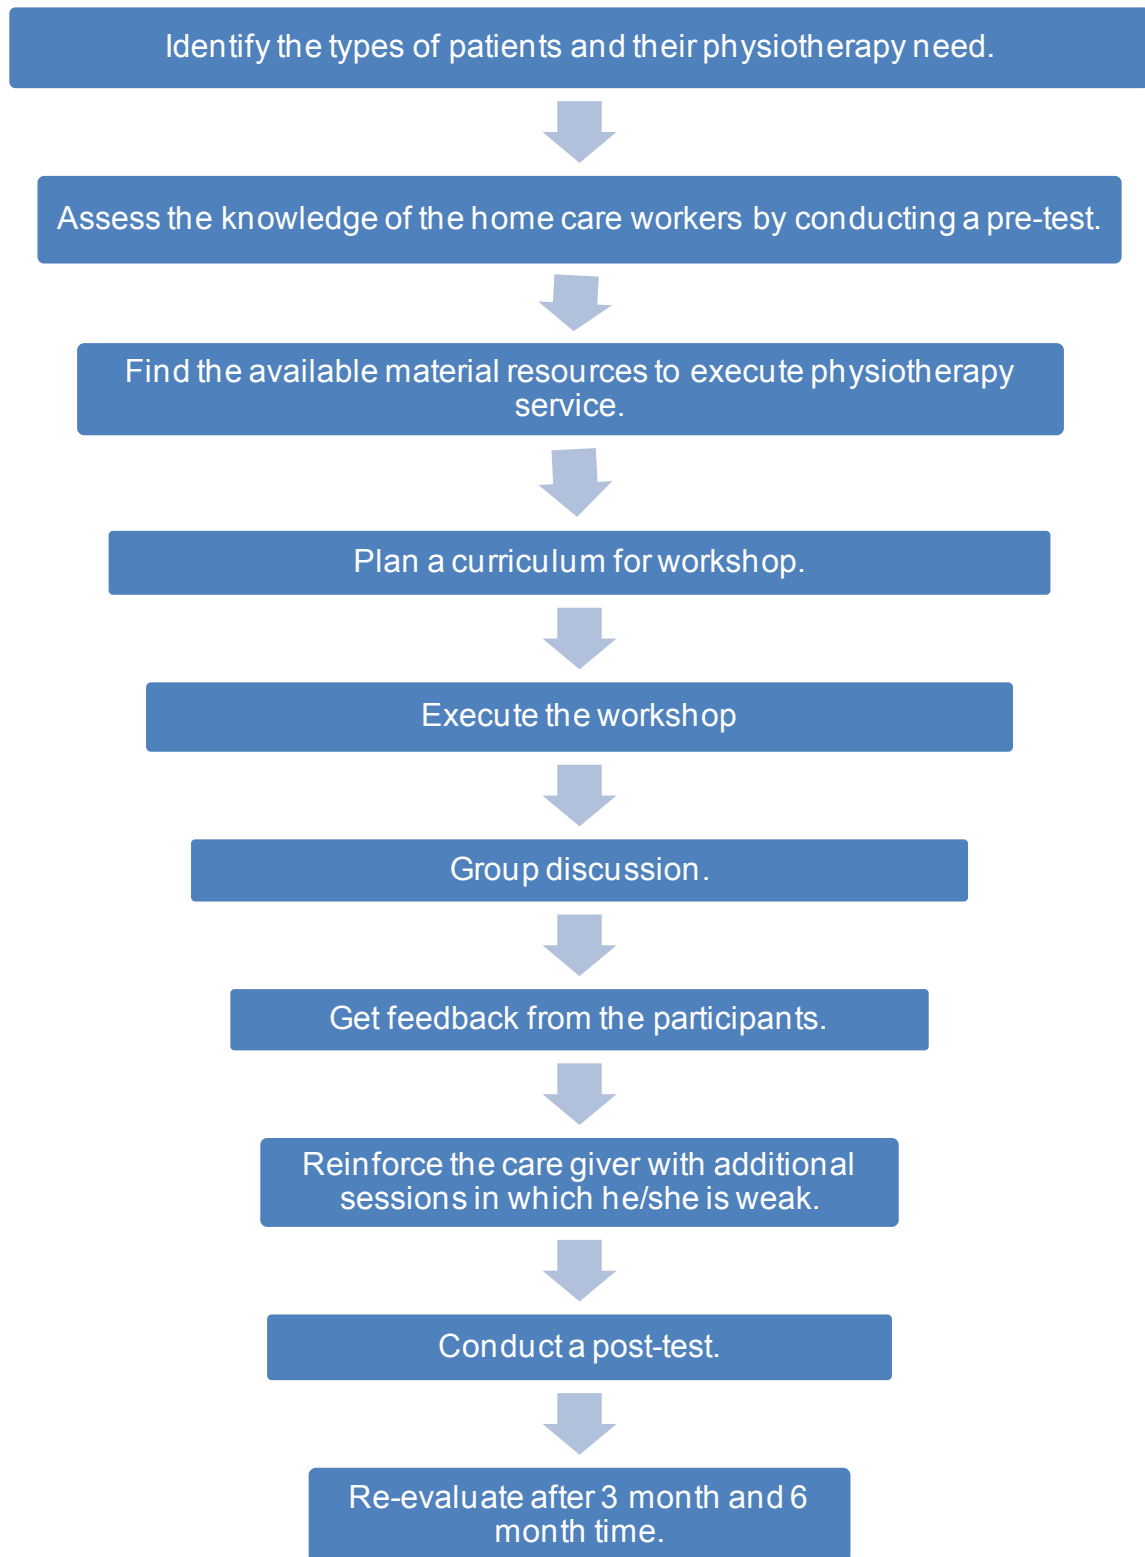 Identify the types of patients and their physiotherapy need.
Assess the knowledge of the home care workers by conducting a pre-test.
Find the available material resources to execute physiotherapy
service.
Plan a curriculum for workshop.
Execute the workshop
Group discussion.
Get feedback from the participants.
Reinforce the care giver with additional
sessions in which he/she is weak.
Conduct a post-test.
Re-evaluate after 3 month and 6
month time.